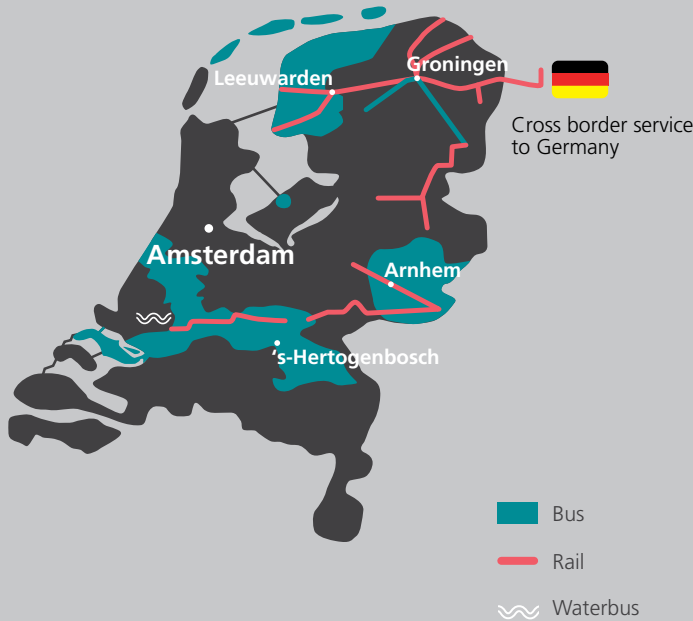 Leeuwarden
Groningen
Cross border service
to Germany
Amsterdam
Arnhem
‘s-Hertogenbosch
Bus
Rail
Waterbus